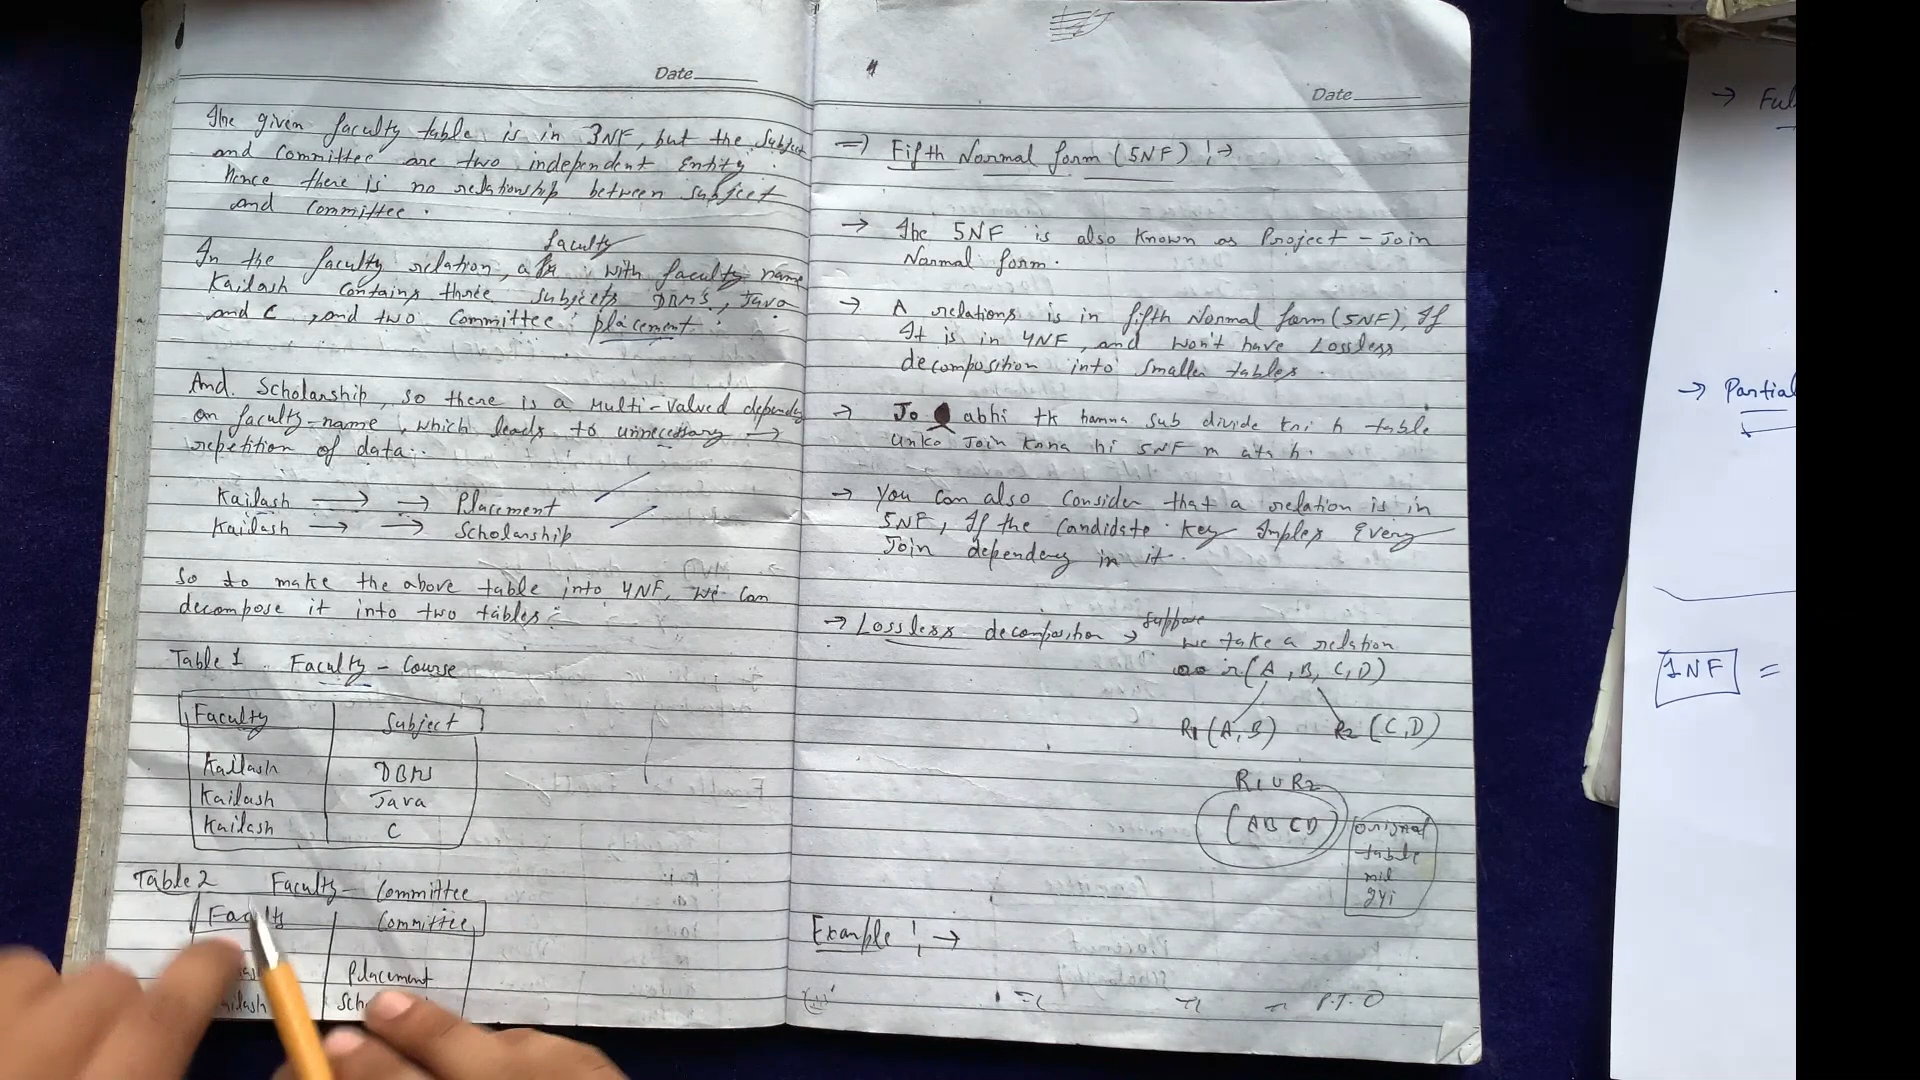 Date
The given faculty table is in 3NF, but the Subject
and Committee are two independent Entity.
Hence there is no relationship between Subject
and Committee.
faculty
In the faculty relation, a with faculty name
Kailash contains three subjects DBMS, Java
and C, and two Committee: placement.
And. Scholarship, so there is a Multi-valued dependency
on faculty-name, which leads to unnecessary →
repetition of data:-
Kailash → → Placement
Kailash → → Scholarship
So to make the above table into 4NF, we can
decompose it into two tables:-
Table 1 Faculty - Course
Faculty Subject
Kailash DBMS
Kailash Java
Kailash C
Table 2 Faculty - Committee
Faculty Committee
Placement
Date
⇒ Fifth Normal form (5NF) :→
→ The 5NF is also Known as Project - Join
Normal form.
→ A relations is in fifth Normal form (5NF), If
It is in 4NF, and won't have Lossless
decomposition into smaller tables.
→ Jo abhi tk hamna sub divide kri h table
unko Join krna hi 5NF m ata h.
→ You can also Consider that a relation is in
5NF, If the Candidate Key Implex Every
Join dependency in it.
→ Lossless decomposition → Suppose
we take a relation
r(A, B, C, D)
R1 (A, B) R2 (C, D)
R1 ∪ R2
(AB CD)
original
table
mil
gyi
Example :→
P.T.O
→ Ful
→ Partial
1NF =